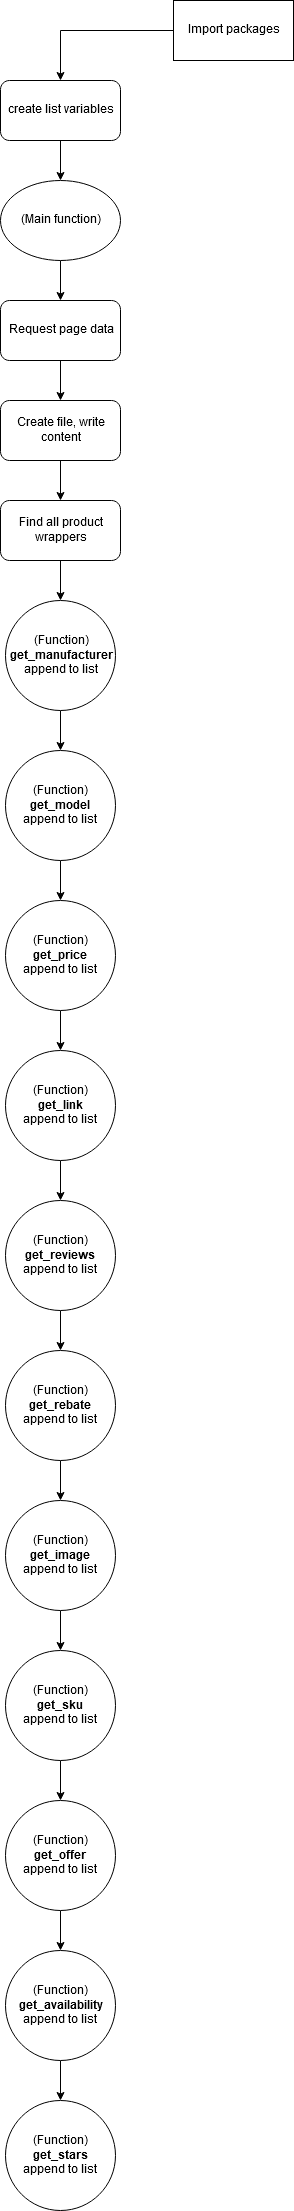 Import packages
create list variables
(Main function)
Request page data
Create file, write
content
Find all product
wrappers
(Function)
get_manufacturer
append to list
(Function)
get_model
append to list
(Function)
get_price
append to list
(Function)
get_link
append to list
(Function)
get_reviews
append to list
(Function)
get_rebate
append to list
(Function)
get_image
append to list
(Function)
get_sku
append to list
(Function)
get_offer
append to list
(Function)
get_availability
append to list
(Function)
get_stars
append to list